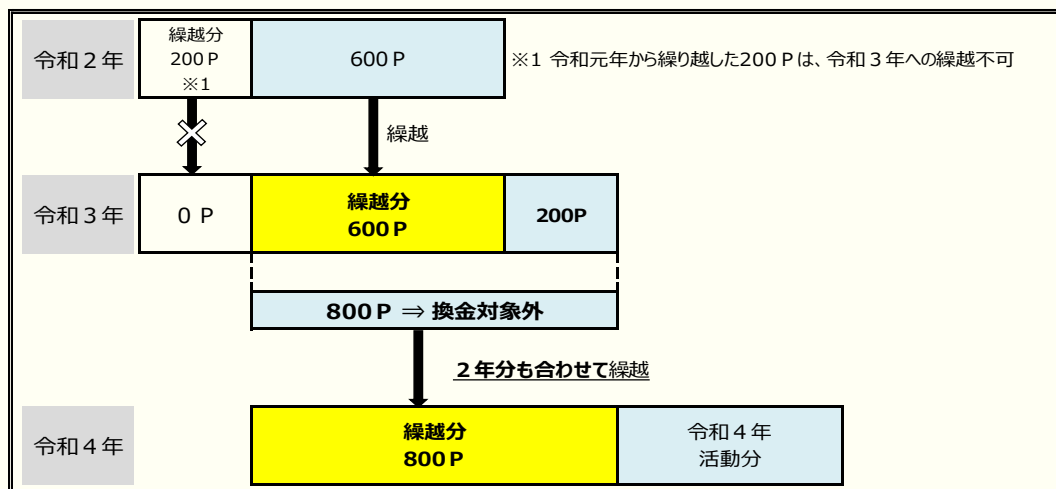 令和２年
繰越分
200Ｐ
※1
600Ｐ
※1 令和元年から繰り越した200Ｐは、令和３年への繰越不可
繰越
令和３年
０Ｐ
繰越分
600Ｐ
200P
800Ｐ ⇒ 換金対象外
２年分も合わせて繰越
令和４年
繰越分
800Ｐ
令和４年
活動分